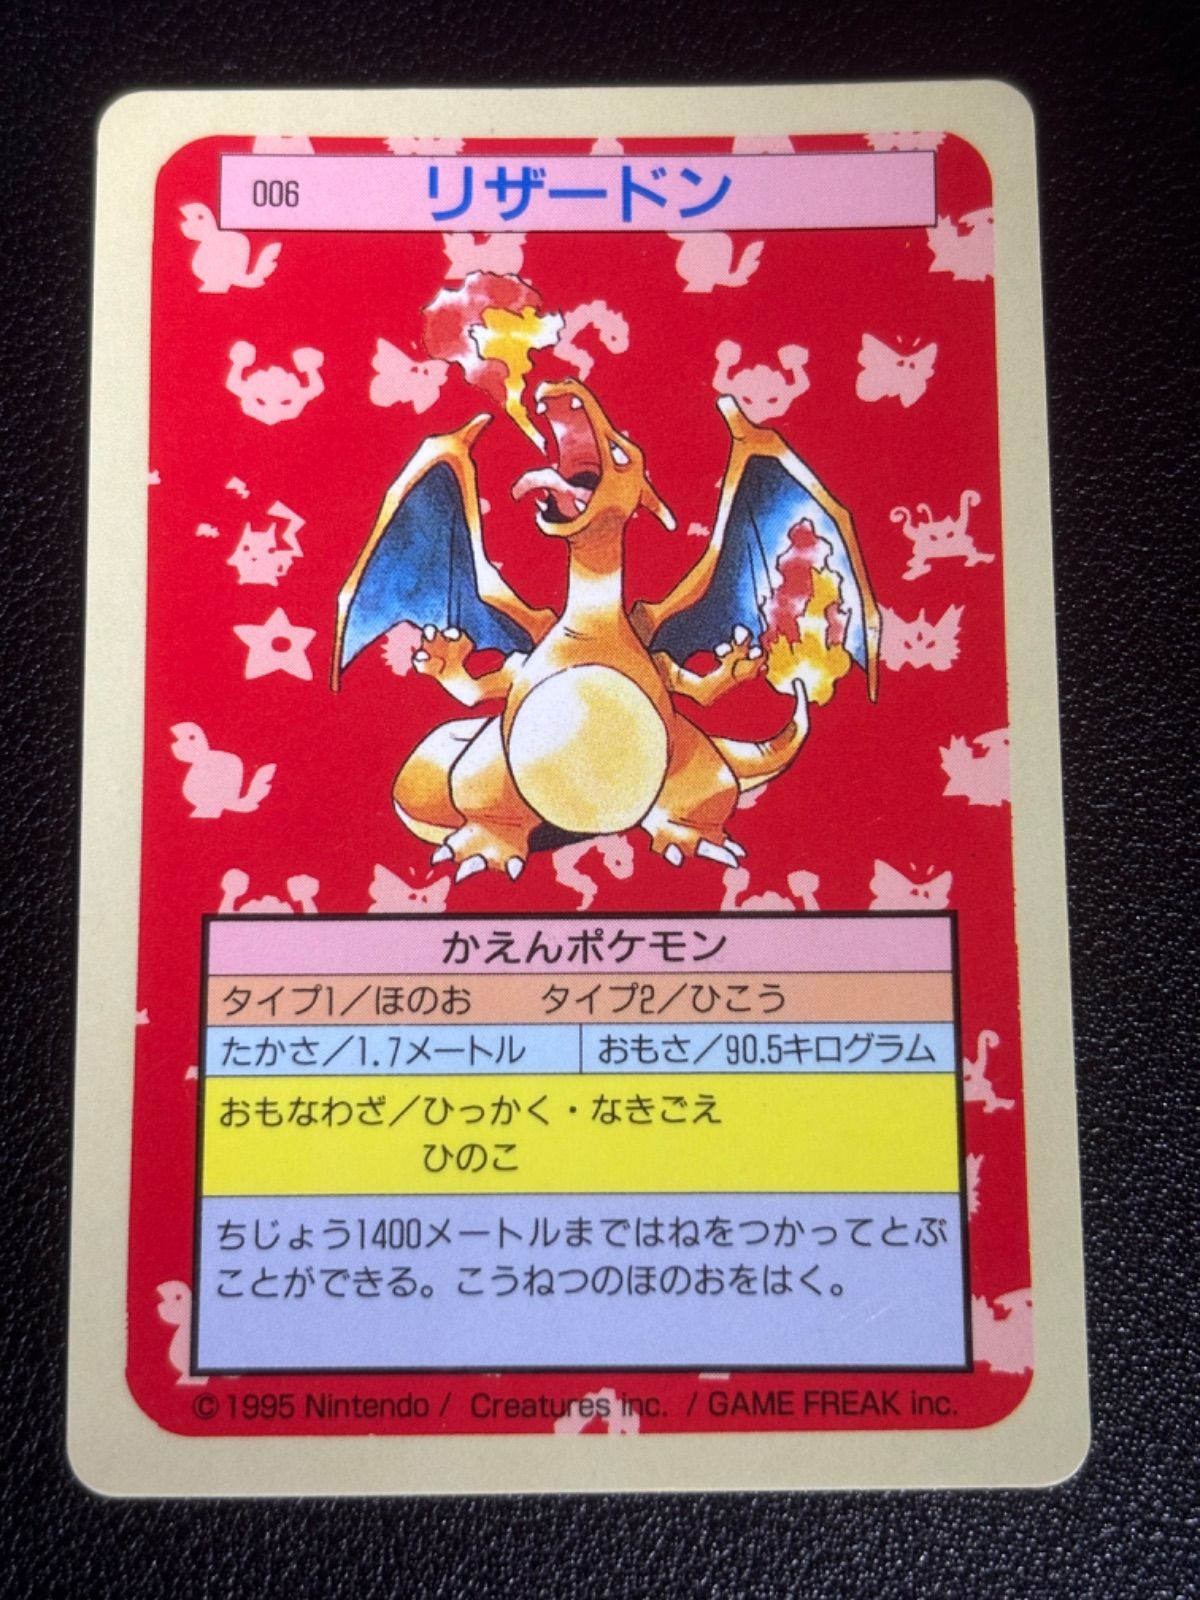 006 リザードン
かえんポケモン
タイプ1／ほのお　タイプ2／ひこう
たかさ／1.7メートル　おもさ／90.5キログラム
おもなわざ／ひっかく・なきごえ
ひのこ
ちじょう1400メートルまではねをつかってとぶ
ことができる。こうねつのほのおをはく。
©1995 Nintendo / Creatures inc. / GAME FREAK inc.